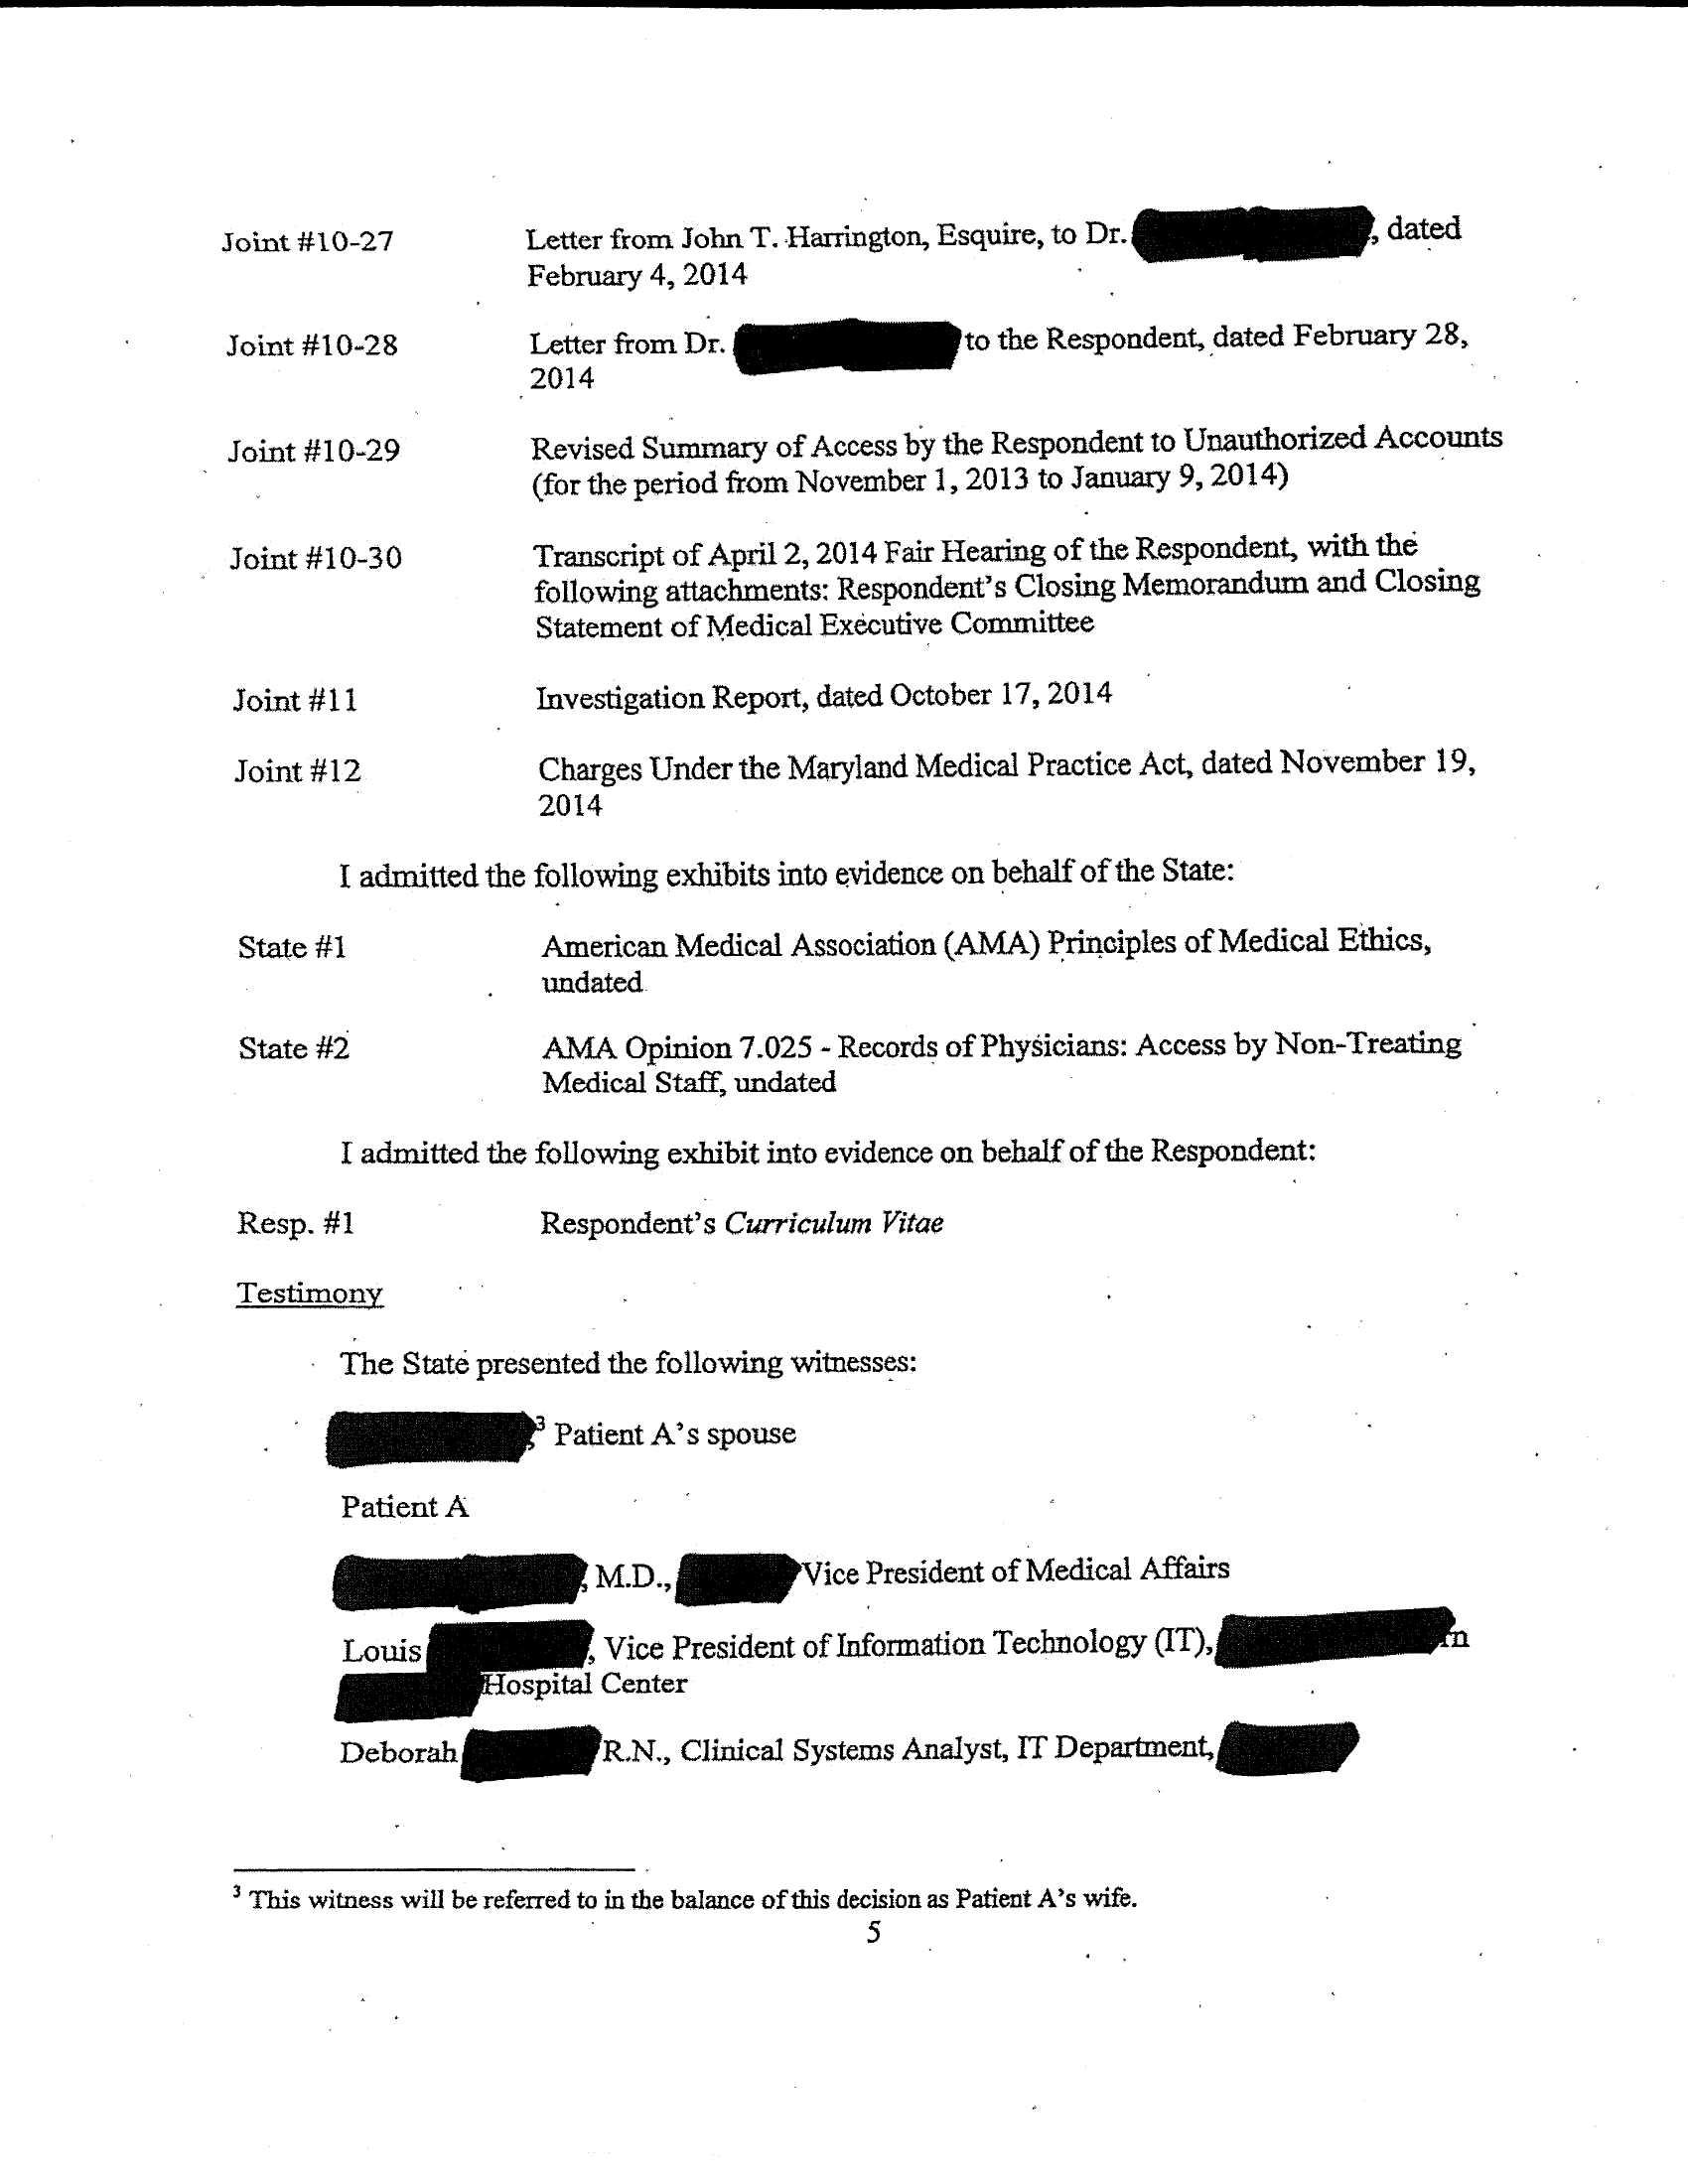 Joint #10-27 Letter from John T. Harrington, Esquire, to Dr. , dated
February 4, 2014
Joint #10-28 Letter from Dr. to the Respondent, dated February 28,
2014
Joint #10-29 Revised Summary of Access by the Respondent to Unauthorized Accounts
(for the period from November 1, 2013 to January 9, 2014)
Joint #10-30 Transcript of April 2, 2014 Fair Hearing of the Respondent, with the
following attachments: Respondent's Closing Memorandum and Closing
Statement of Medical Executive Committee
Joint #11 Investigation Report, dated October 17, 2014
Joint #12 Charges Under the Maryland Medical Practice Act, dated November 19,
2014
I admitted the following exhibits into evidence on behalf of the State:
State #1 American Medical Association (AMA) Principles of Medical Ethics,
undated
State #2 AMA Opinion 7.025 - Records of Physicians: Access by Non-Treating
Medical Staff, undated
I admitted the following exhibit into evidence on behalf of the Respondent:
Resp. #1 Respondent's Curriculum Vitae
Testimony
The State presented the following witnesses:
,3 Patient A's spouse
Patient A
, M.D., Vice President of Medical Affairs
Louis , Vice President of Information Technology (IT),
Hospital Center
Deborah R.N., Clinical Systems Analyst, IT Department,
3 This witness will be referred to in the balance of this decision as Patient A's wife.
5